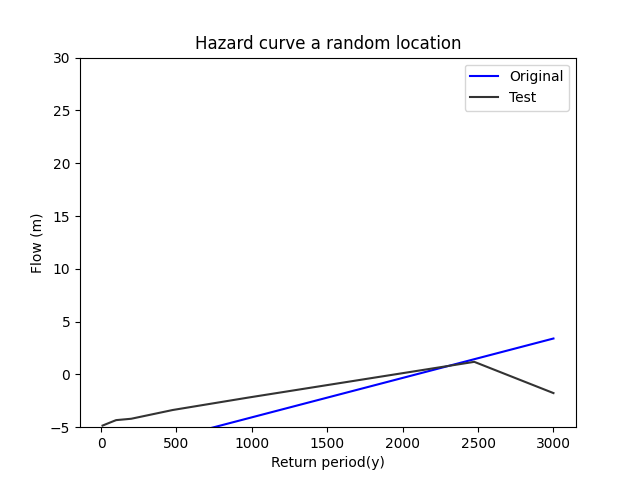 Hazard curve a random location
Original
Test
30
25
20
15
10
5
0
−5
Flow (m)
0 500 1000 1500 2000 2500 3000
Return period(y)